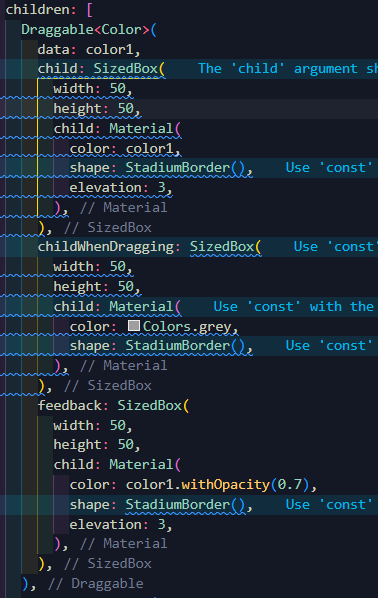 children: [
Draggable<Color>(
data: color1,
child: SizedBox( The 'child' argument sh
width: 50,
height: 50,
child: Material(
color: color1,
shape: StadiumBorder(), Use 'const'
elevation: 3,
), // Material
), // SizedBox
childWhenDragging: SizedBox( Use 'const'
width: 50,
height: 50,
child: Material( Use 'const' with the
color: Colors.grey,
shape: StadiumBorder(), Use 'const'
), // Material
), // SizedBox
feedback: SizedBox(
width: 50,
height: 50,
child: Material(
color: color1.withOpacity(0.7),
shape: StadiumBorder(), Use 'const'
elevation: 3,
), // Material
), // SizedBox
), // Draggable